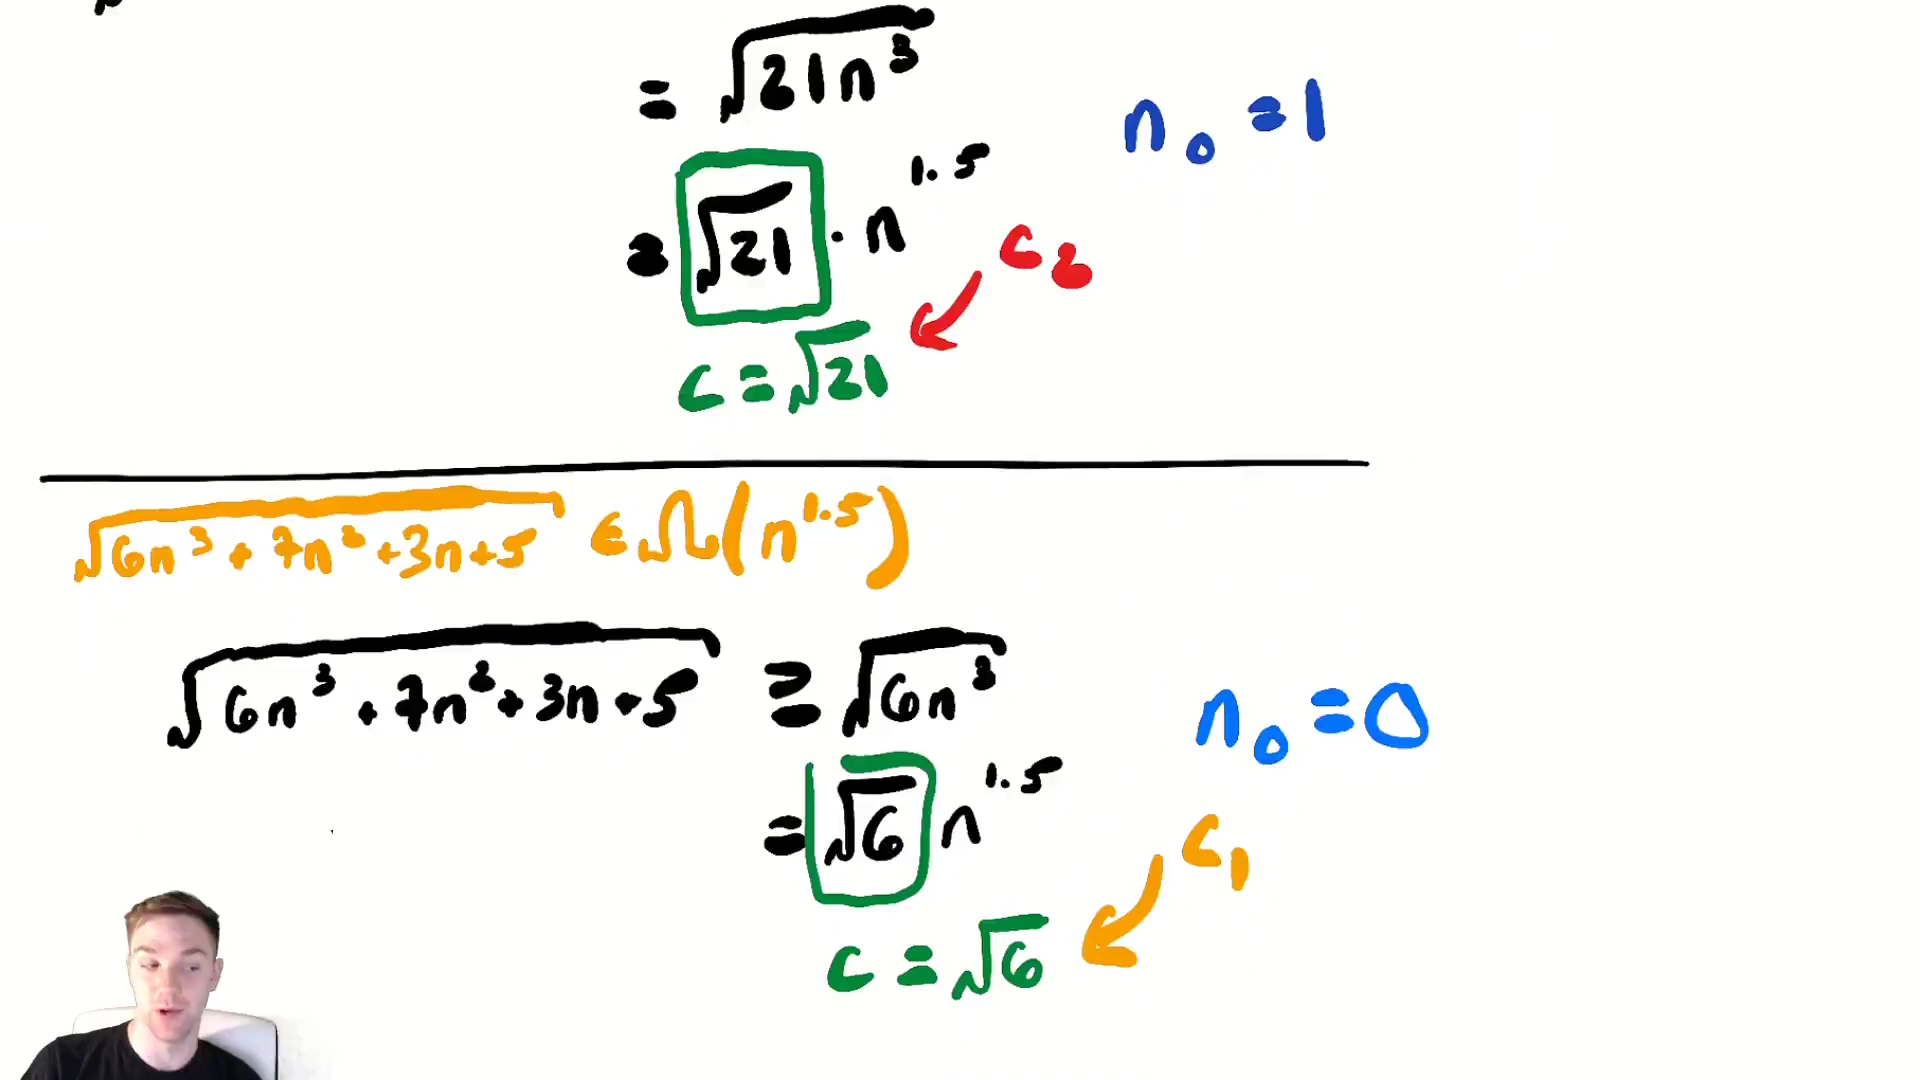 = √21n³
n₀ = 1
= √21 · n^1.5
c₂
c = √21
√6n³ + 7n² + 3n + 5 ∈ Ω(n^1.5)
√6n³ + 7n² + 3n + 5 ≥ √6n³
n₀ = 0
= √6 n^1.5
c₁
c = √6